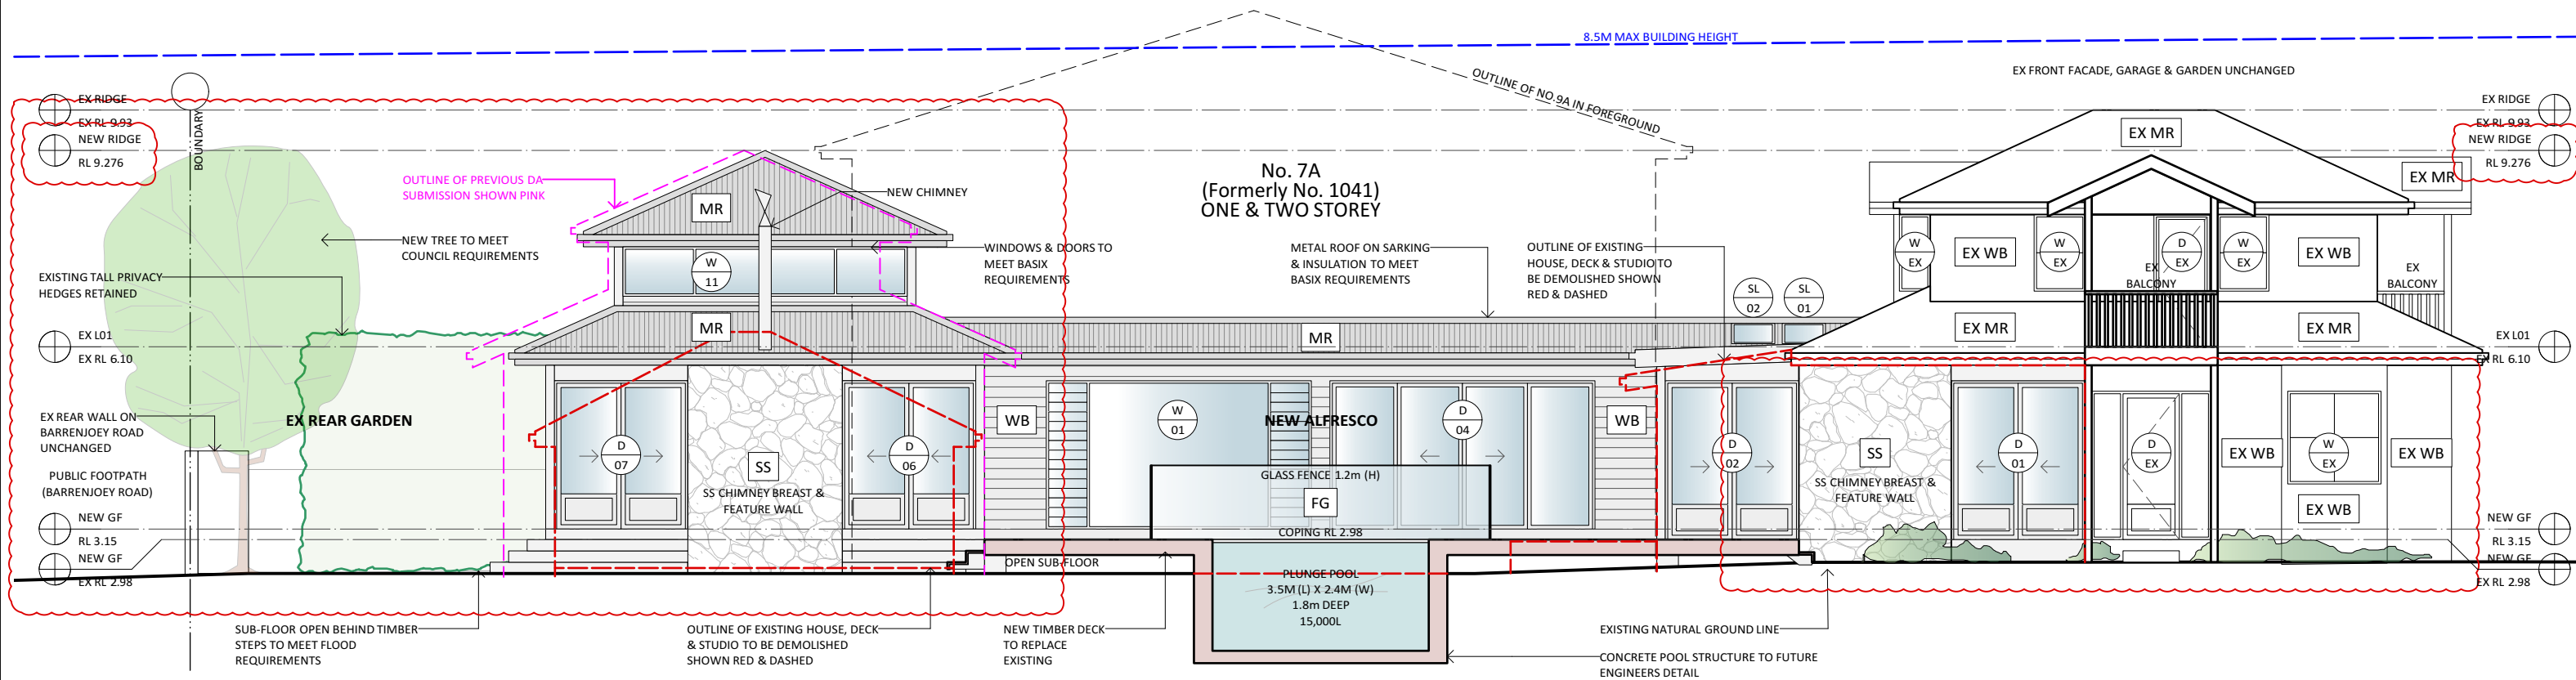 8.5M MAX BUILDING HEIGHT
EX FRONT FACADE, GARAGE & GARDEN UNCHANGED
OUTLINE OF NO.9A IN FOREGROUND
EX RIDGE
EX RL 9.93
NEW RIDGE
RL 9.276
BOUNDARY
EX RIDGE
EX RL 9.93
NEW RIDGE
RL 9.276
No. 7A
(Formerly No. 1041)
ONE & TWO STOREY
OUTLINE OF PREVIOUS DA
SUBMISSION SHOWN PINK
NEW CHIMNEY
MR
EX MR
EX MR
NEW TREE TO MEET
COUNCIL REQUIREMENTS
WINDOWS & DOORS TO
MEET BASIX
REQUIREMENTS
METAL ROOF ON SARKING
& INSULATION TO MEET
BASIX REQUIREMENTS
OUTLINE OF EXISTING
HOUSE, DECK & STUDIO TO
BE DEMOLISHED SHOWN
RED & DASHED
EXISTING TALL PRIVACY
HEDGES RETAINED
W
11
W
EX
EX WB
W
EX
D
EX
W
EX
EX WB
EX
BALCONY
EX
BALCONY
SL
02
SL
01
MR
MR
EX MR
EX MR
EX L01
EX RL 6.10
EX L01
EX RL 6.10
EX REAR WALL ON
BARRENJOEY ROAD
UNCHANGED
EX REAR GARDEN
WB
W
01
NEW ALFRESCO
D
04
WB
D
07
SS
D
06
D
02
SS
D
01
D
EX
EX WB
W
EX
EX WB
PUBLIC FOOTPATH
(BARRENJOEY ROAD)
SS CHIMNEY BREAST &
FEATURE WALL
GLASS FENCE 1.2m (H)
FG
COPING RL 2.98
SS CHIMNEY BREAST &
FEATURE WALL
EX WB
NEW GF
RL 3.15
NEW GF
EX RL 2.98
NEW GF
RL 3.15
NEW GF
EX RL 2.98
OPEN SUB-FLOOR
PLUNGE POOL
3.5M (L) X 2.4M (W)
1.8m DEEP
15,000L
SUB-FLOOR OPEN BEHIND TIMBER
STEPS TO MEET FLOOD
REQUIREMENTS
OUTLINE OF EXISTING HOUSE, DECK
& STUDIO TO BE DEMOLISHED
SHOWN RED & DASHED
NEW TIMBER DECK
TO REPLACE
EXISTING
EXISTING NATURAL GROUND LINE
CONCRETE POOL STRUCTURE TO FUTURE
ENGINEERS DETAIL